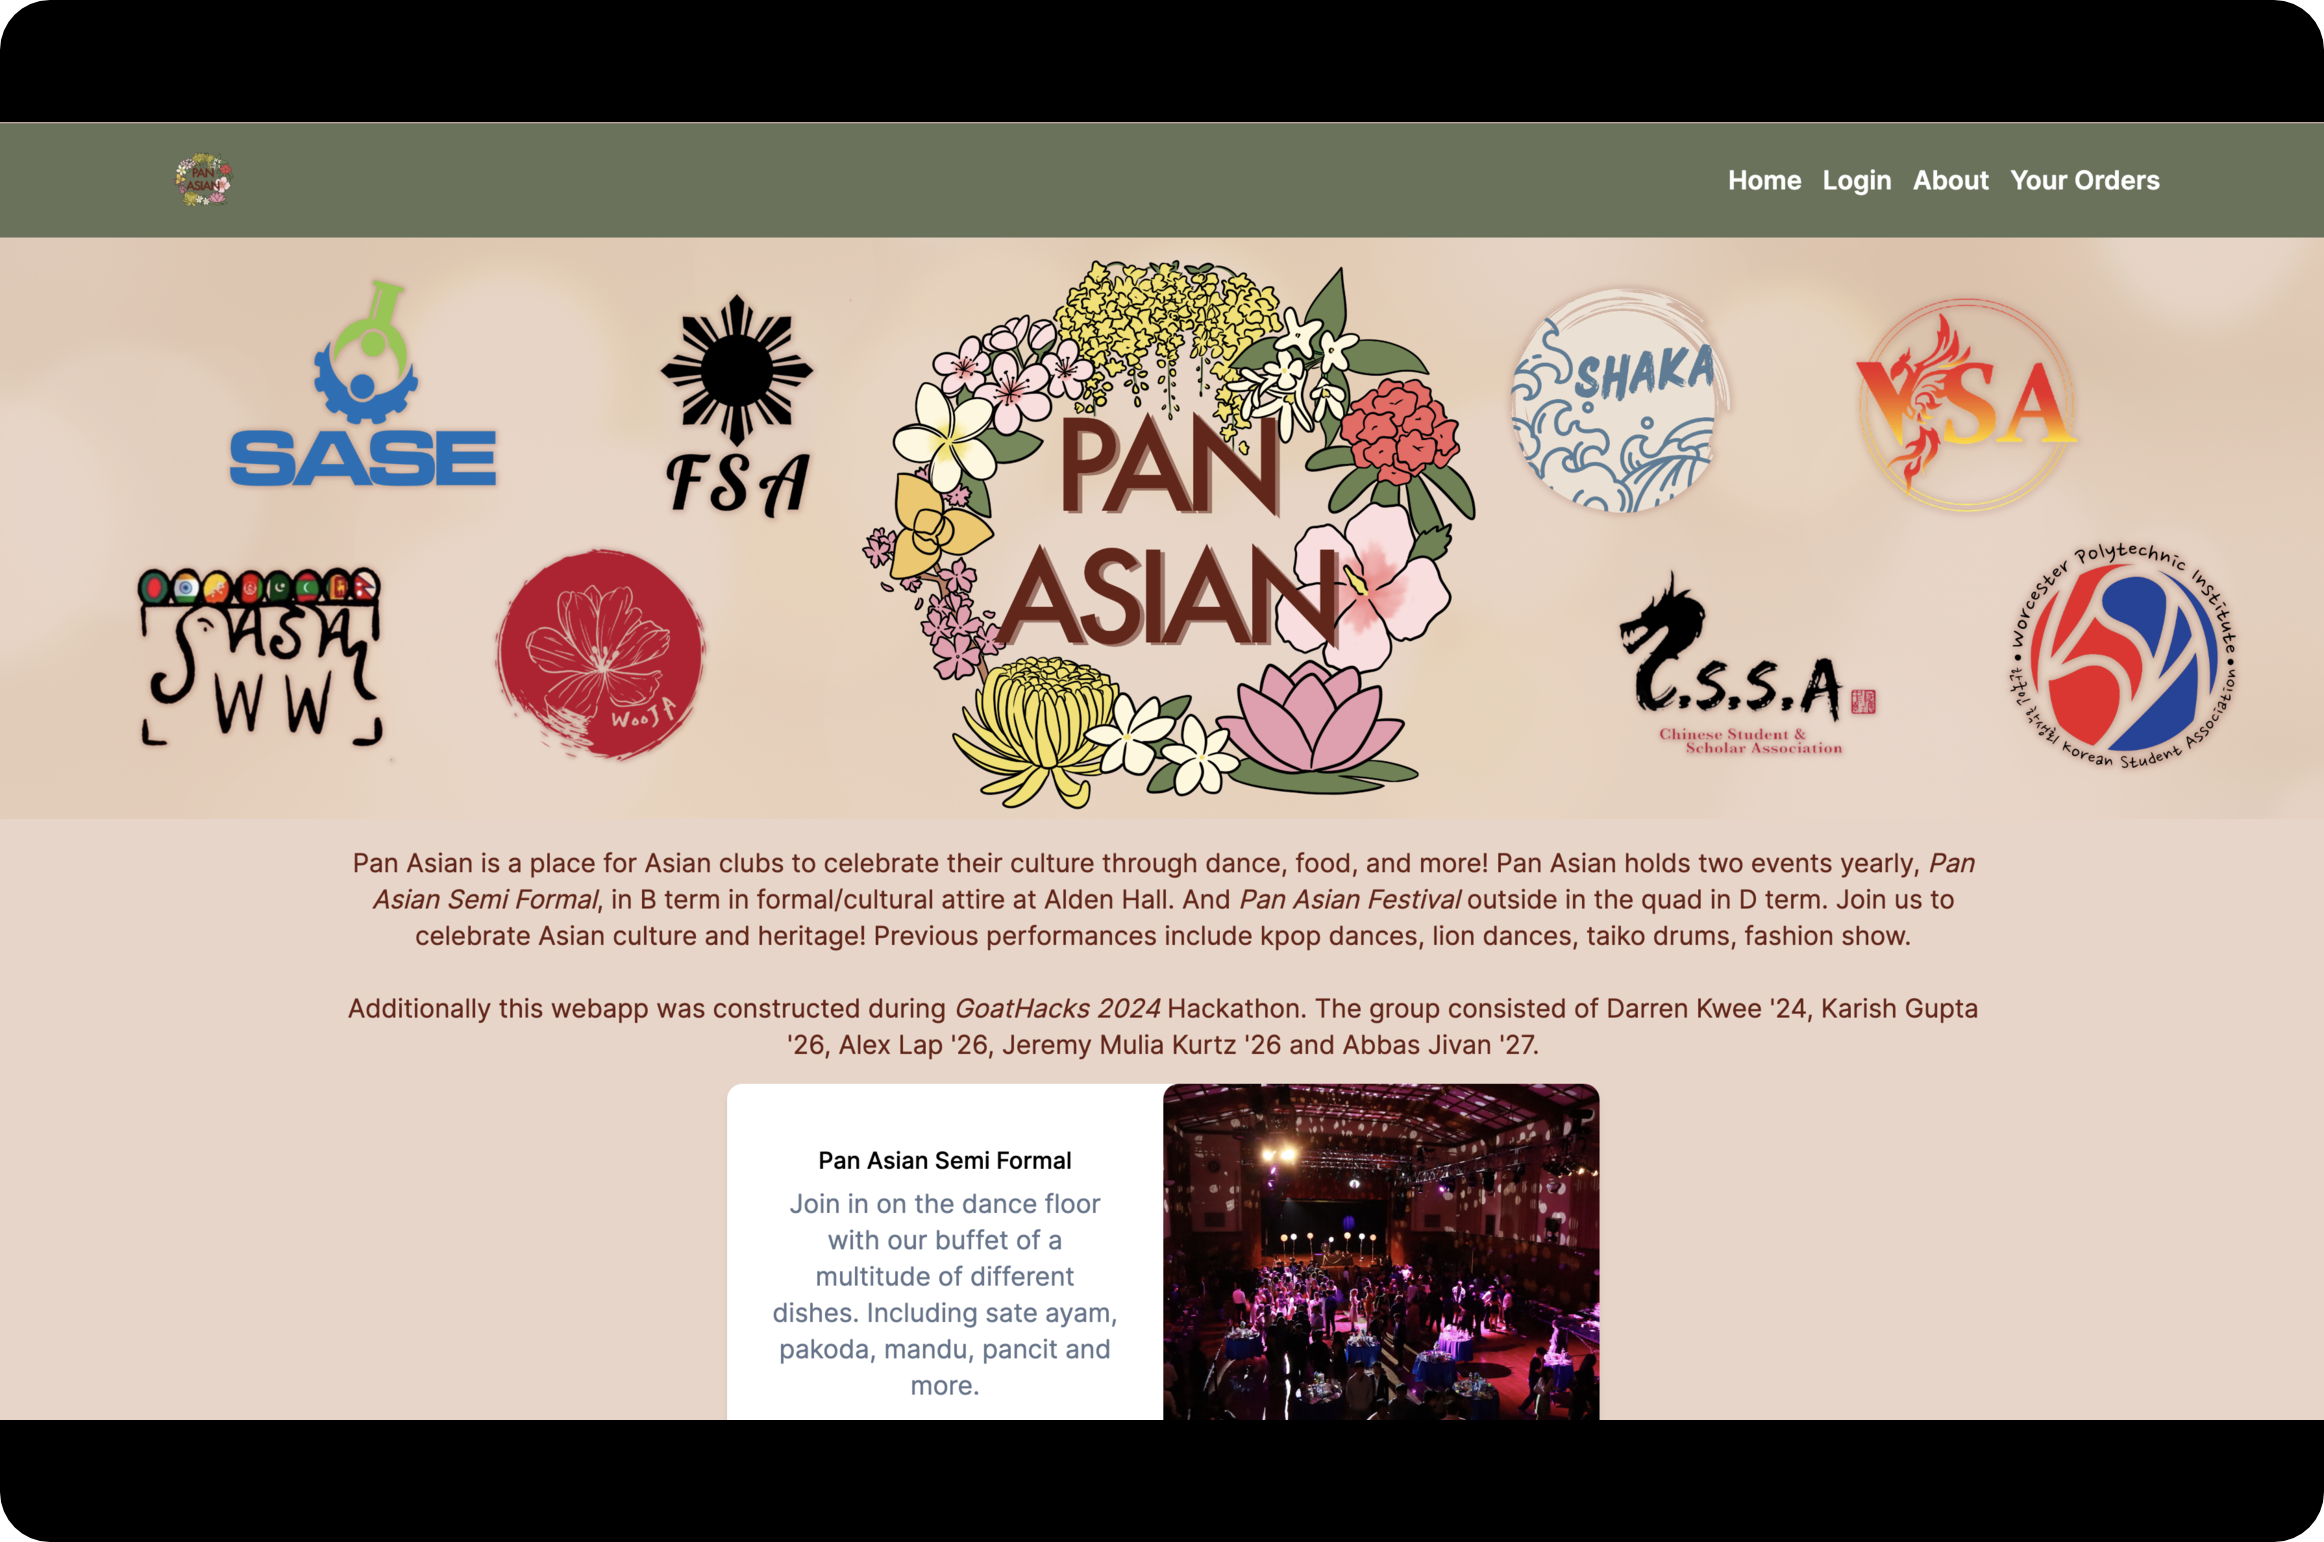 PAN
ASIAN
Home Login About Your Orders
SASE
FSA
PAN
ASIAN
SHAKA
VSA
SASA
WW
WOOJA
C.S.S.A
Chinese Student &
Scholar Association
• Worcester Polytechnic Institute •
KSA
Korean Student Association
Pan Asian is a place for Asian clubs to celebrate their culture through dance, food, and more! Pan Asian holds two events yearly, Pan
Asian Semi Formal, in B term in formal/cultural attire at Alden Hall. And Pan Asian Festival outside in the quad in D term. Join us to
celebrate Asian culture and heritage! Previous performances include kpop dances, lion dances, taiko drums, fashion show.
Additionally this webapp was constructed during GoatHacks 2024 Hackathon. The group consisted of Darren Kwee '24, Karish Gupta
'26, Alex Lap '26, Jeremy Mulia Kurtz '26 and Abbas Jivan '27.
Pan Asian Semi Formal
Join in on the dance floor
with our buffet of a
multitude of different
dishes. Including sate ayam,
pakoda, mandu, pancit and
more.